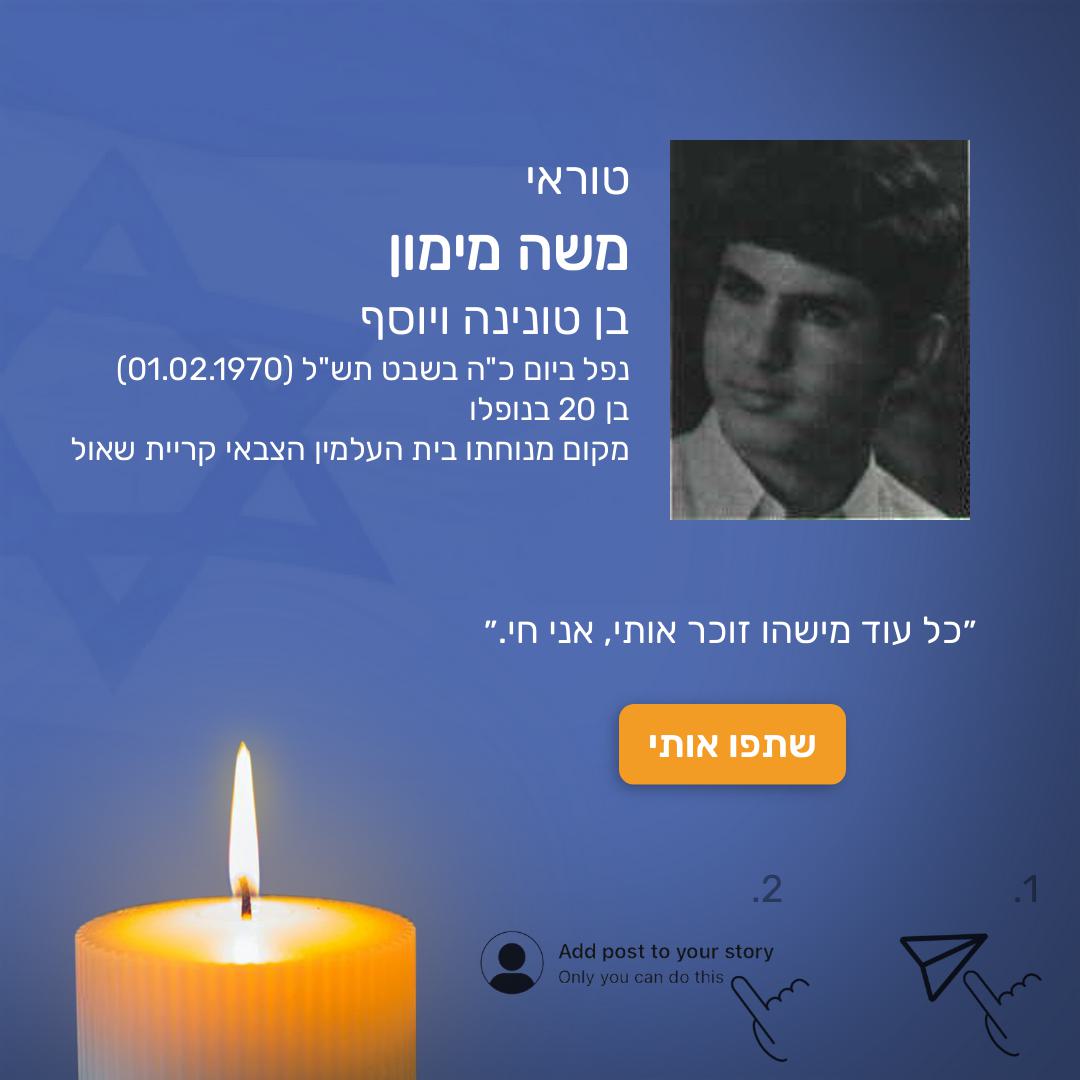 טוראי
משה מימון
בן טונינה ויוסף
נפל ביום כ"ה בשבט תש"ל (01.02.1970)
בן 20 בנופלו
מקום מנוחתו בית העלמין הצבאי קריית שאול
״כל עוד מישהו זוכר אותי, אני חי.״
שתפו אותי
1.
2.
Add post to your story
Only you can do this